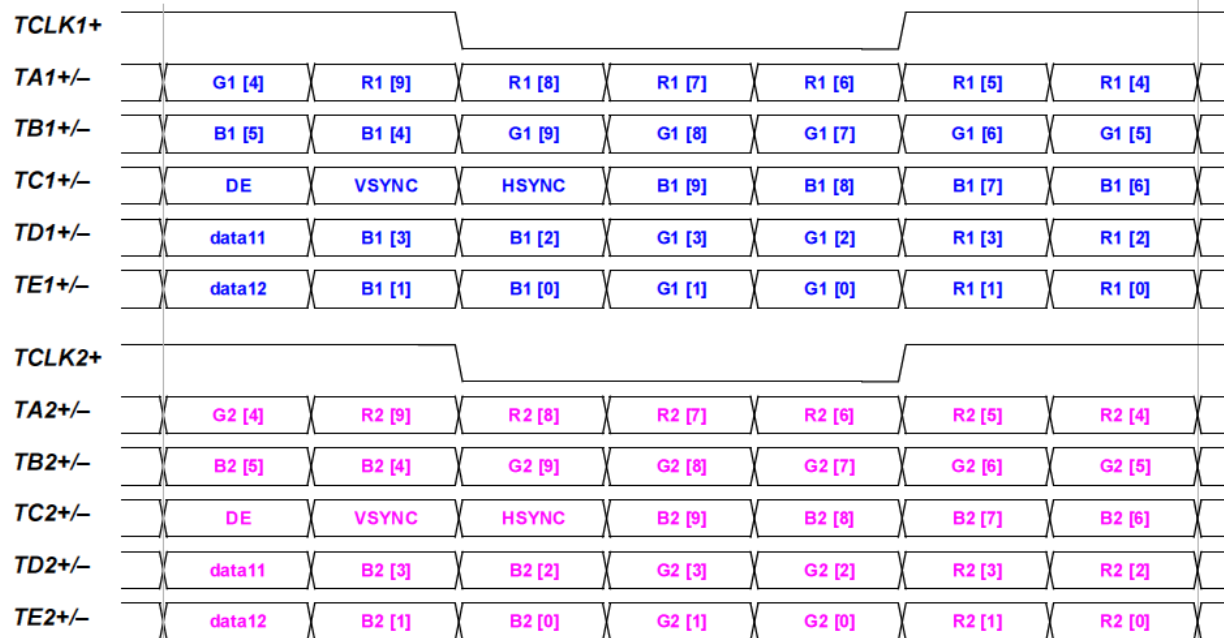 TCLK1+
TA1+/– G1 [4] R1 [9] R1 [8] R1 [7] R1 [6] R1 [5] R1 [4]
TB1+/– B1 [5] B1 [4] G1 [9] G1 [8] G1 [7] G1 [6] G1 [5]
TC1+/– DE VSYNC HSYNC B1 [9] B1 [8] B1 [7] B1 [6]
TD1+/– data11 B1 [3] B1 [2] G1 [3] G1 [2] R1 [3] R1 [2]
TE1+/– data12 B1 [1] B1 [0] G1 [1] G1 [0] R1 [1] R1 [0]
TCLK2+
TA2+/– G2 [4] R2 [9] R2 [8] R2 [7] R2 [6] R2 [5] R2 [4]
TB2+/– B2 [5] B2 [4] G2 [9] G2 [8] G2 [7] G2 [6] G2 [5]
TC2+/– DE VSYNC HSYNC B2 [9] B2 [8] B2 [7] B2 [6]
TD2+/– data11 B2 [3] B2 [2] G2 [3] G2 [2] R2 [3] R2 [2]
TE2+/– data12 B2 [1] B2 [0] G2 [1] G2 [0] R2 [1] R2 [0]